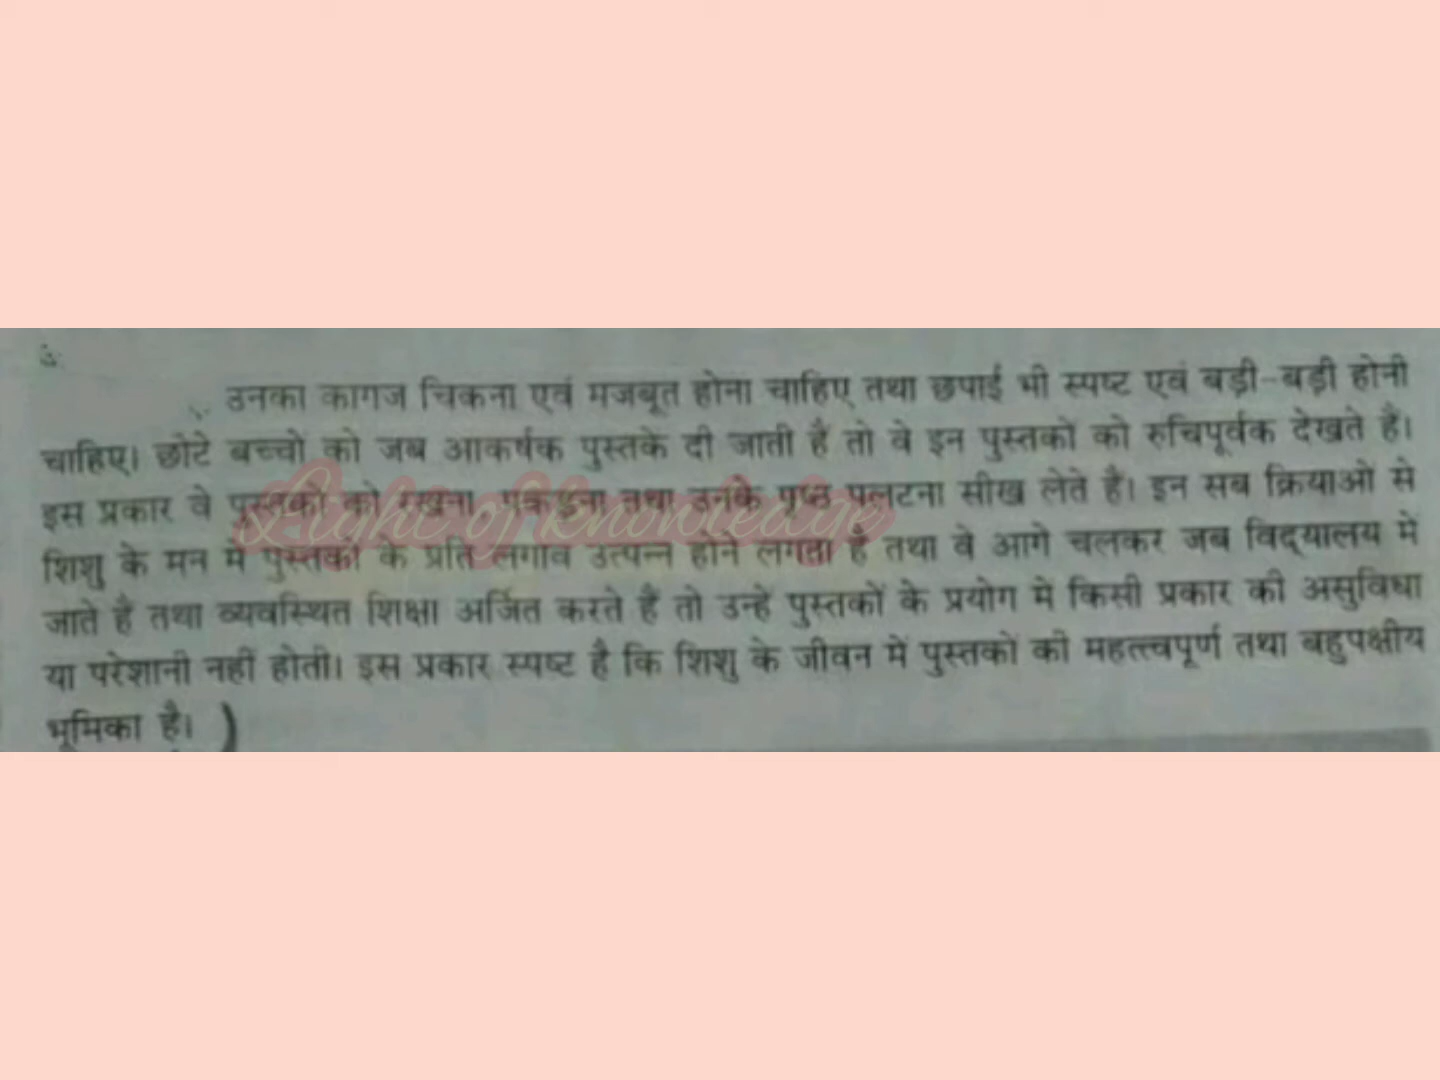 उनका कागज चिकना एवं मजबूत होना चाहिए तथा छपाई भी स्पष्ट एवं बड़ी-बड़ी होनी
चाहिए। छोटे बच्चों को जब आकर्षक पुस्तकें दी जाती हैं तो वे इन पुस्तकों को रुचिपूर्वक देखते हैं।
इस प्रकार वे पुस्तकों को रखना, पकड़ना तथा उनके पृष्ठ पलटना सीख लेते हैं। इन सब क्रियाओं से
Light of knowledge
शिशु के मन में पुस्तकों के प्रति लगाव उत्पन्न होने लगता है तथा वे आगे चलकर जब विद्यालय में
जाते हैं तथा व्यवस्थित शिक्षा अर्जित करते हैं तो उन्हें पुस्तकों के प्रयोग में किसी प्रकार की असुविधा
या परेशानी नहीं होती। इस प्रकार स्पष्ट है कि शिशु के जीवन में पुस्तकों की महत्त्वपूर्ण तथा बहुपक्षीय
भूमिका है। )